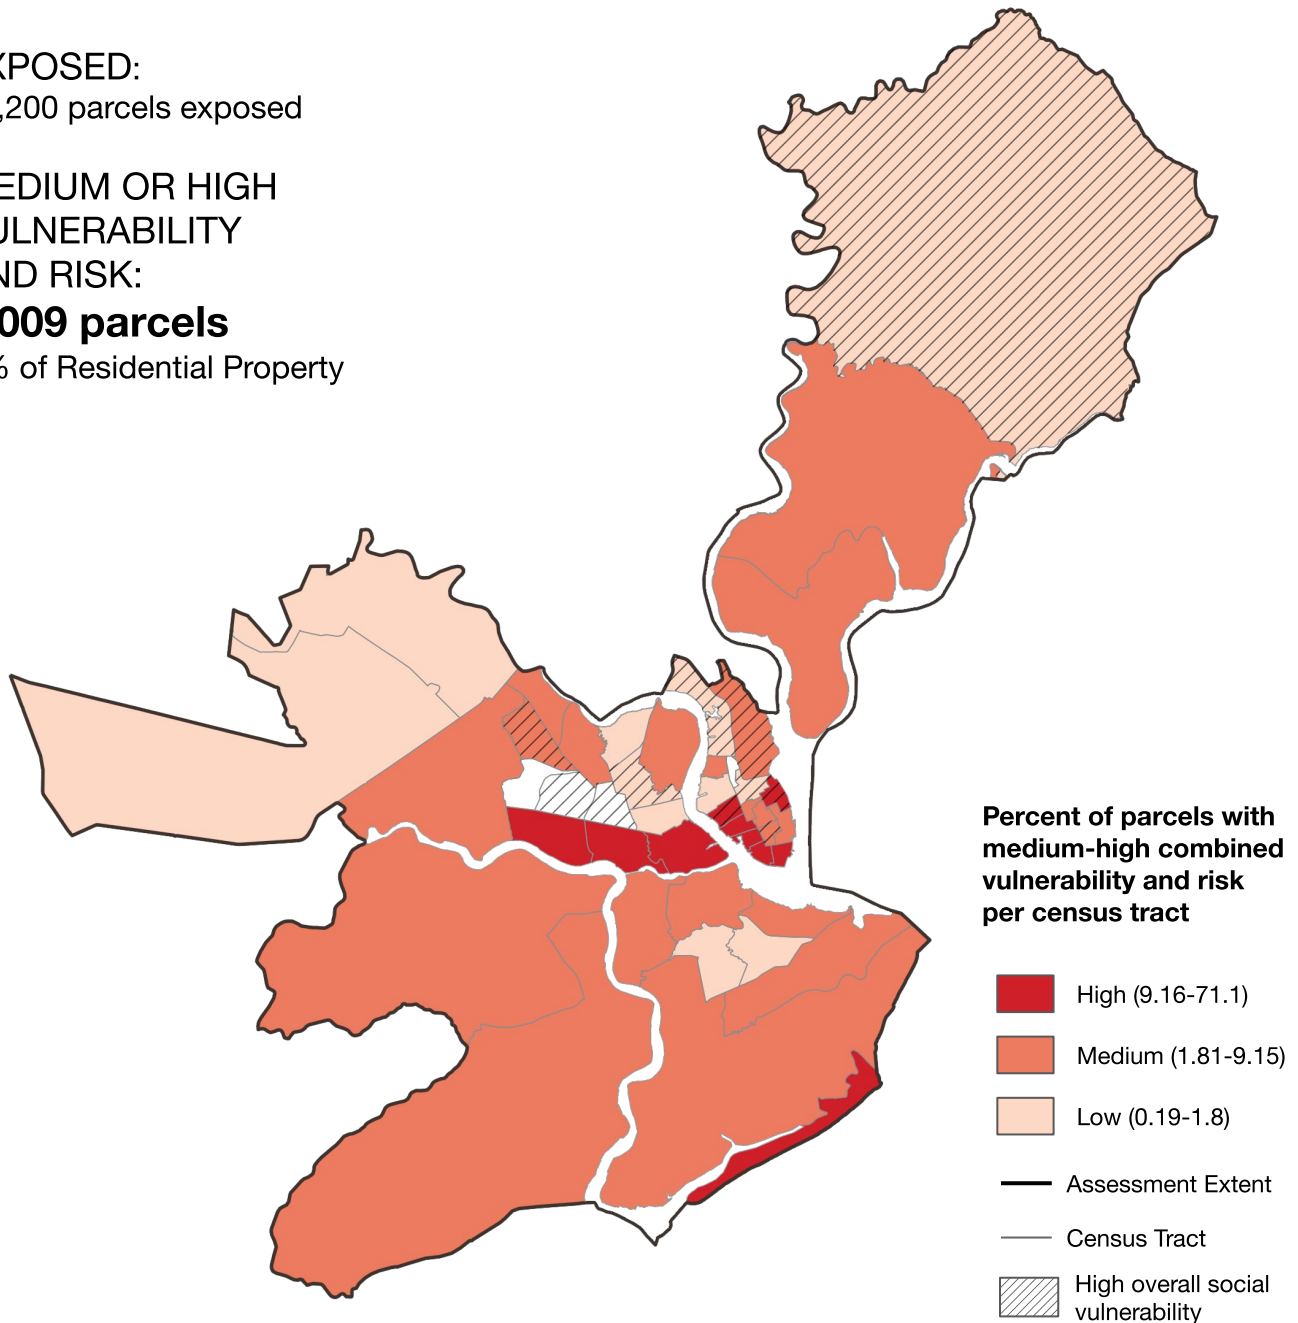 XPOSED:
,200 parcels exposed
EDIUM OR HIGH
ULNERABILITY
ND RISK:
009 parcels
% of Residential Property
Percent of parcels with
medium-high combined
vulnerability and risk
per census tract
High (9.16-71.1)
Medium (1.81-9.15)
Low (0.19-1.8)
Assessment Extent
Census Tract
High overall social
vulnerability